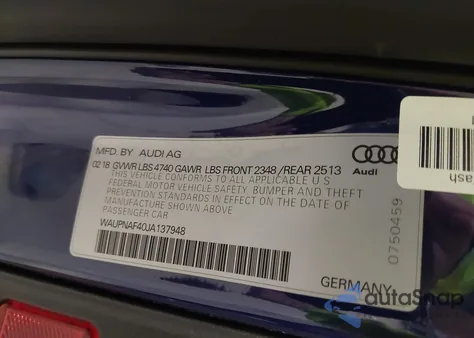 MFD. BY AUDI AG
02/18 GVWR LBS 4740 GAWR LBS FRONT 2348 /REAR 2513
THIS VEHICLE CONFORMS TO ALL APPLICABLE U.S.
FEDERAL MOTOR VEHICLE SAFETY, BUMPER AND THEFT
PREVENTION STANDARDS IN EFFECT ON THE DATE OF
MANUFACTURE SHOWN ABOVE
PASSENGER CAR
WAUPNAF40JA137948
GERMANY
0750459
ash
autoSnap